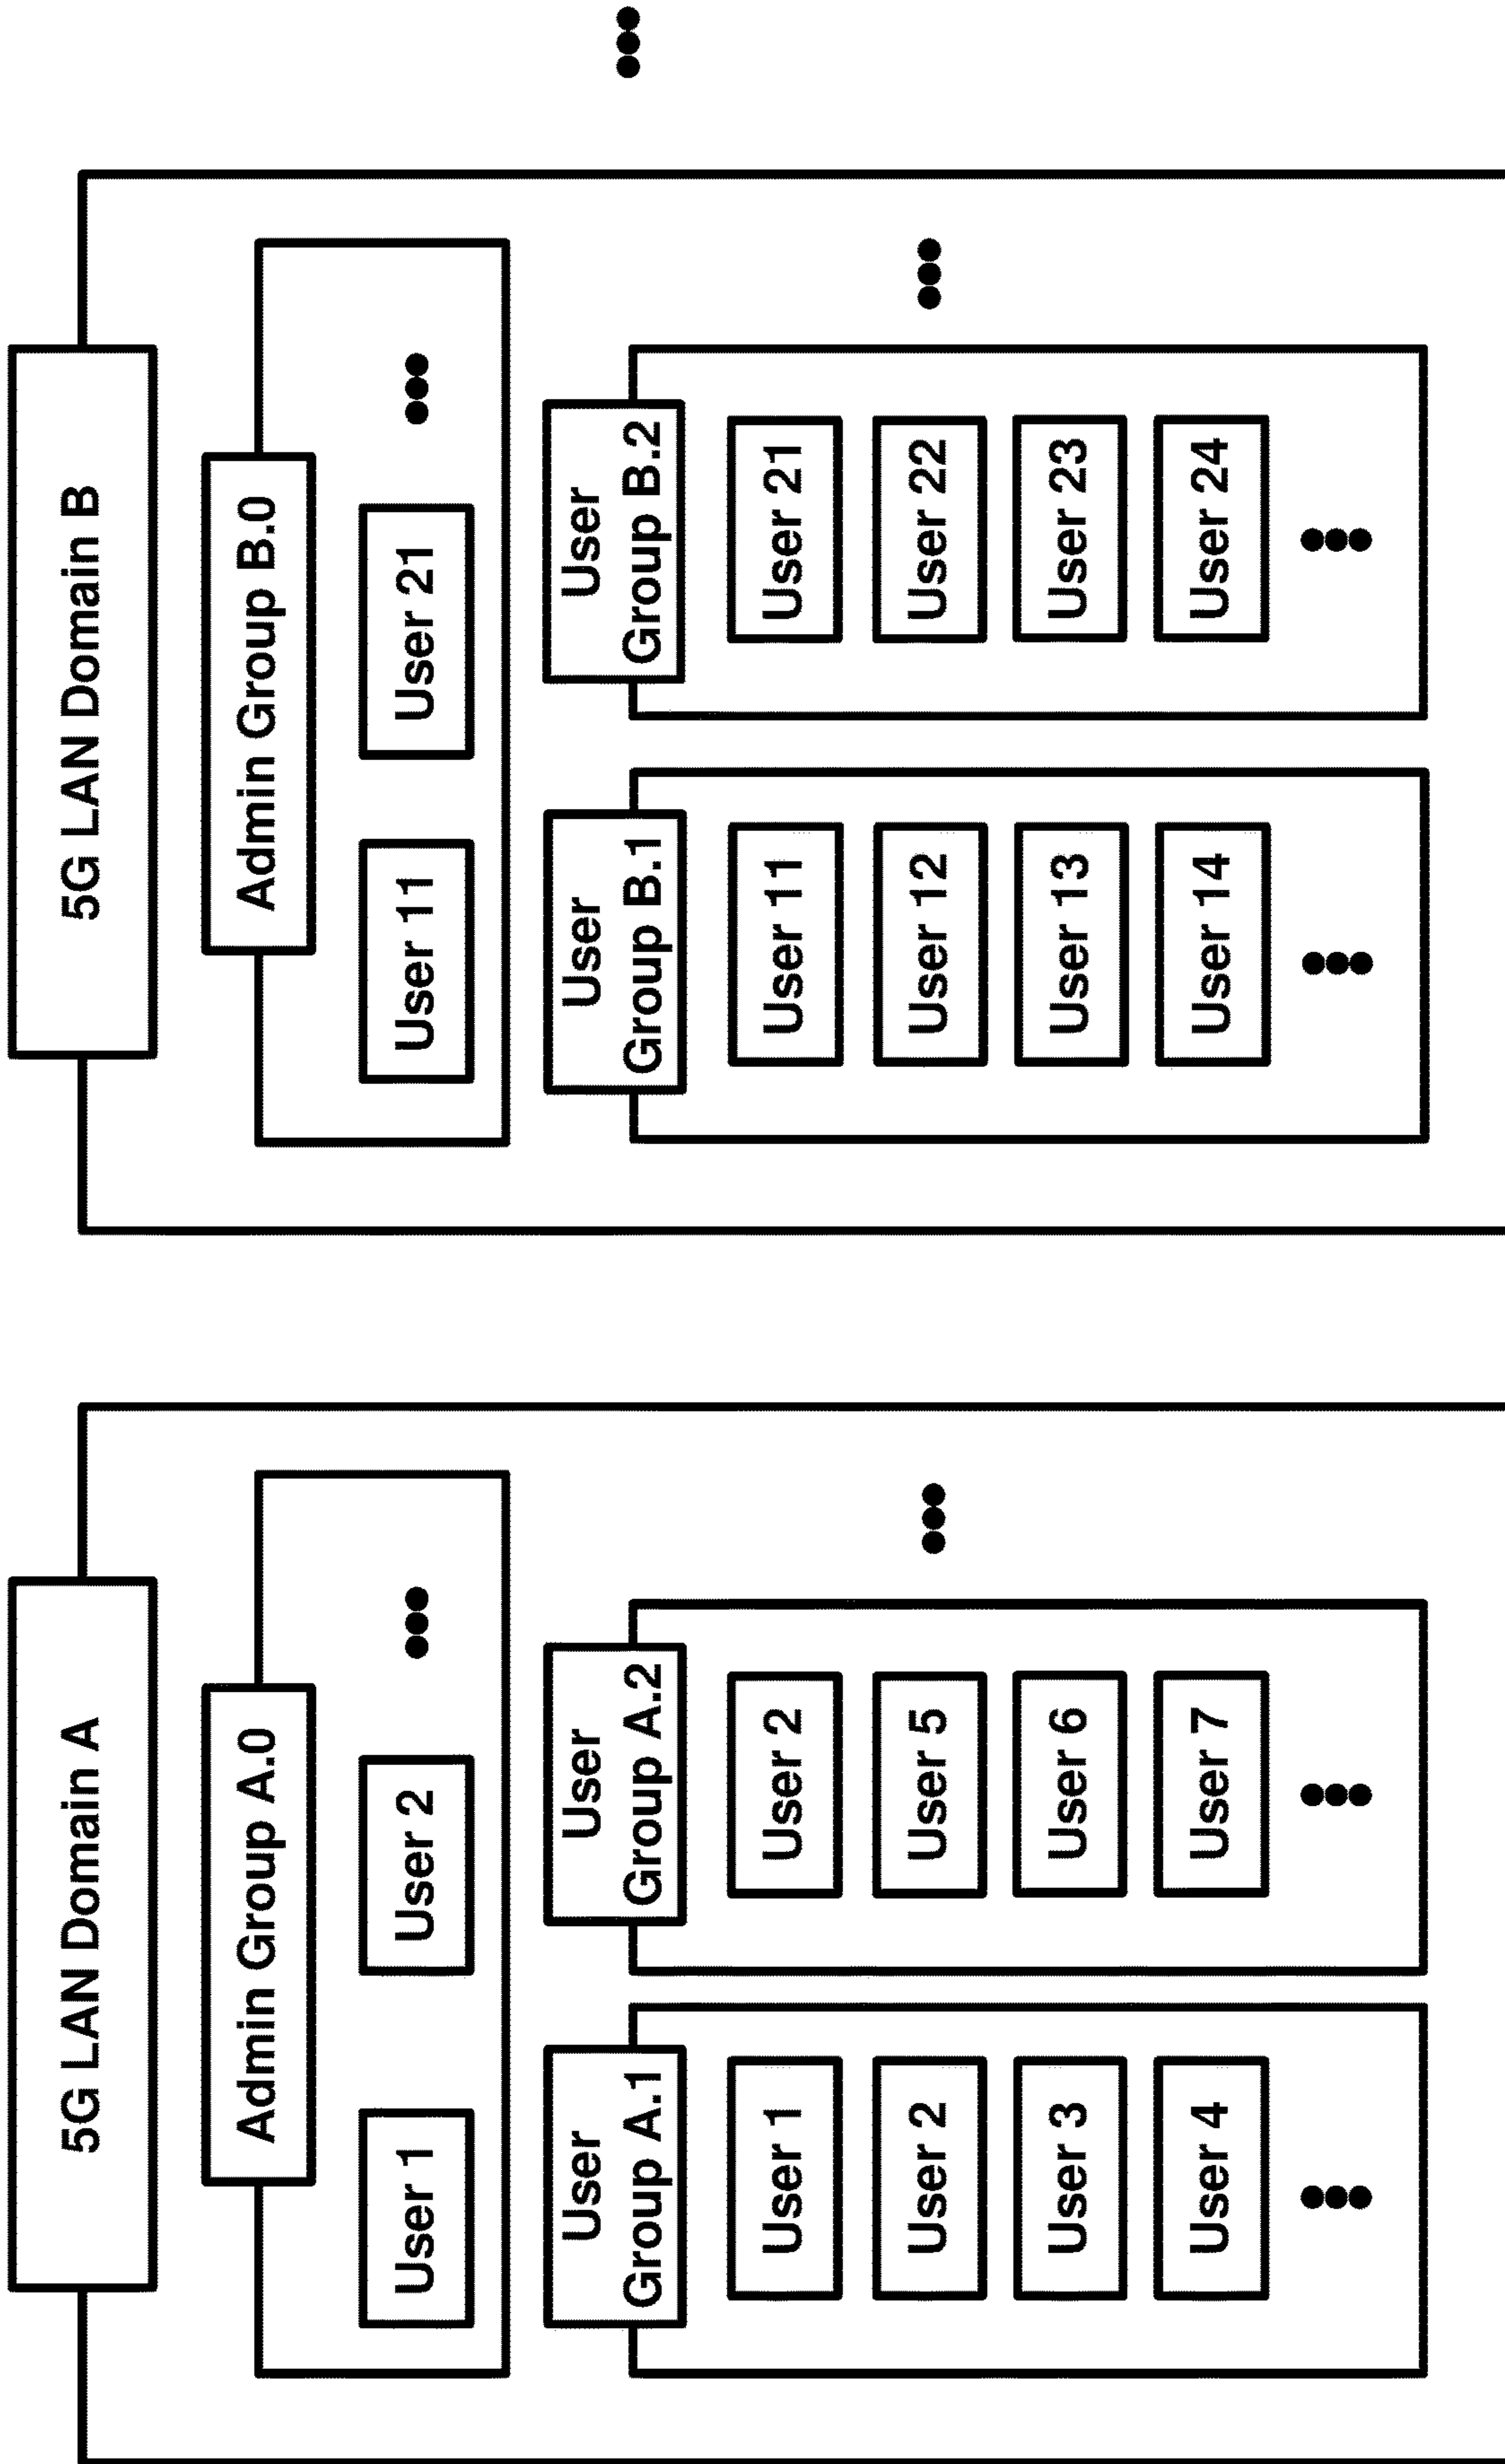 5G LAN Domain A
Admin Group A.0
User 1
User 2
User
Group A.1
User 1
User 2
User 3
User 4
User
Group A.2
User 2
User 5
User 6
User 7
5G LAN Domain B
Admin Group B.0
User 11
User 21
User
Group B.1
User 11
User 12
User 13
User 14
User
Group B.2
User 21
User 22
User 23
User 24